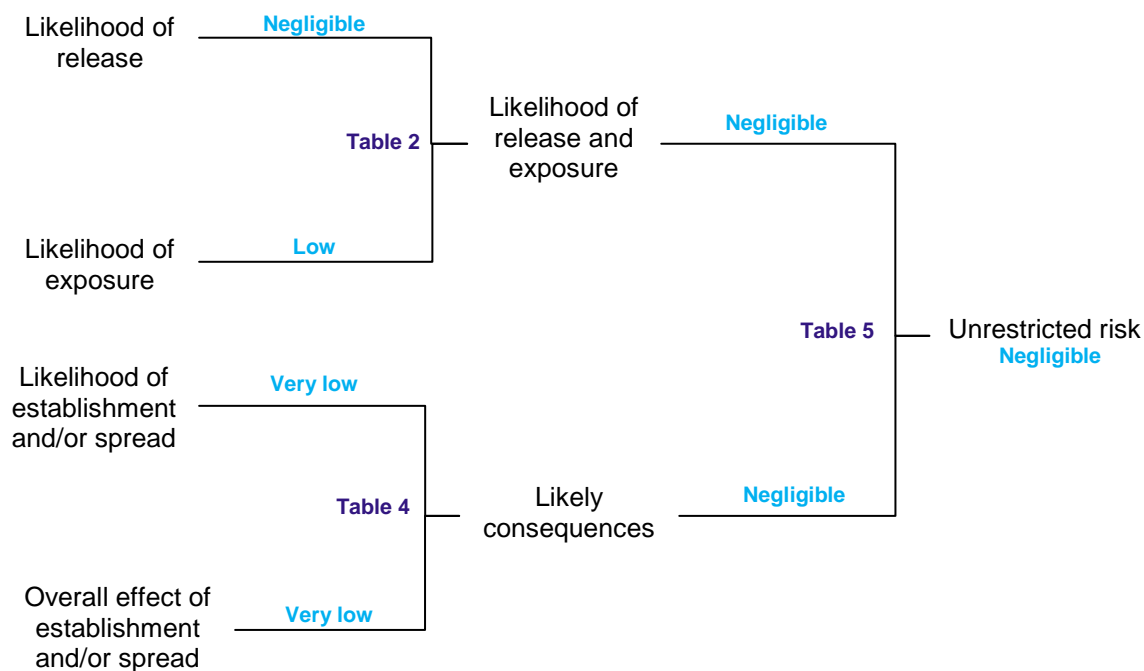 Likelihood of
release
Negligible
Table 2
Likelihood of
exposure
Low
Likelihood of
release and
exposure
Negligible
Likelihood of
establishment
and/or spread
Very low
Table 4
Overall effect of
establishment
and/or spread
Very low
Likely
consequences
Negligible
Table 5
Unrestricted risk
Negligible